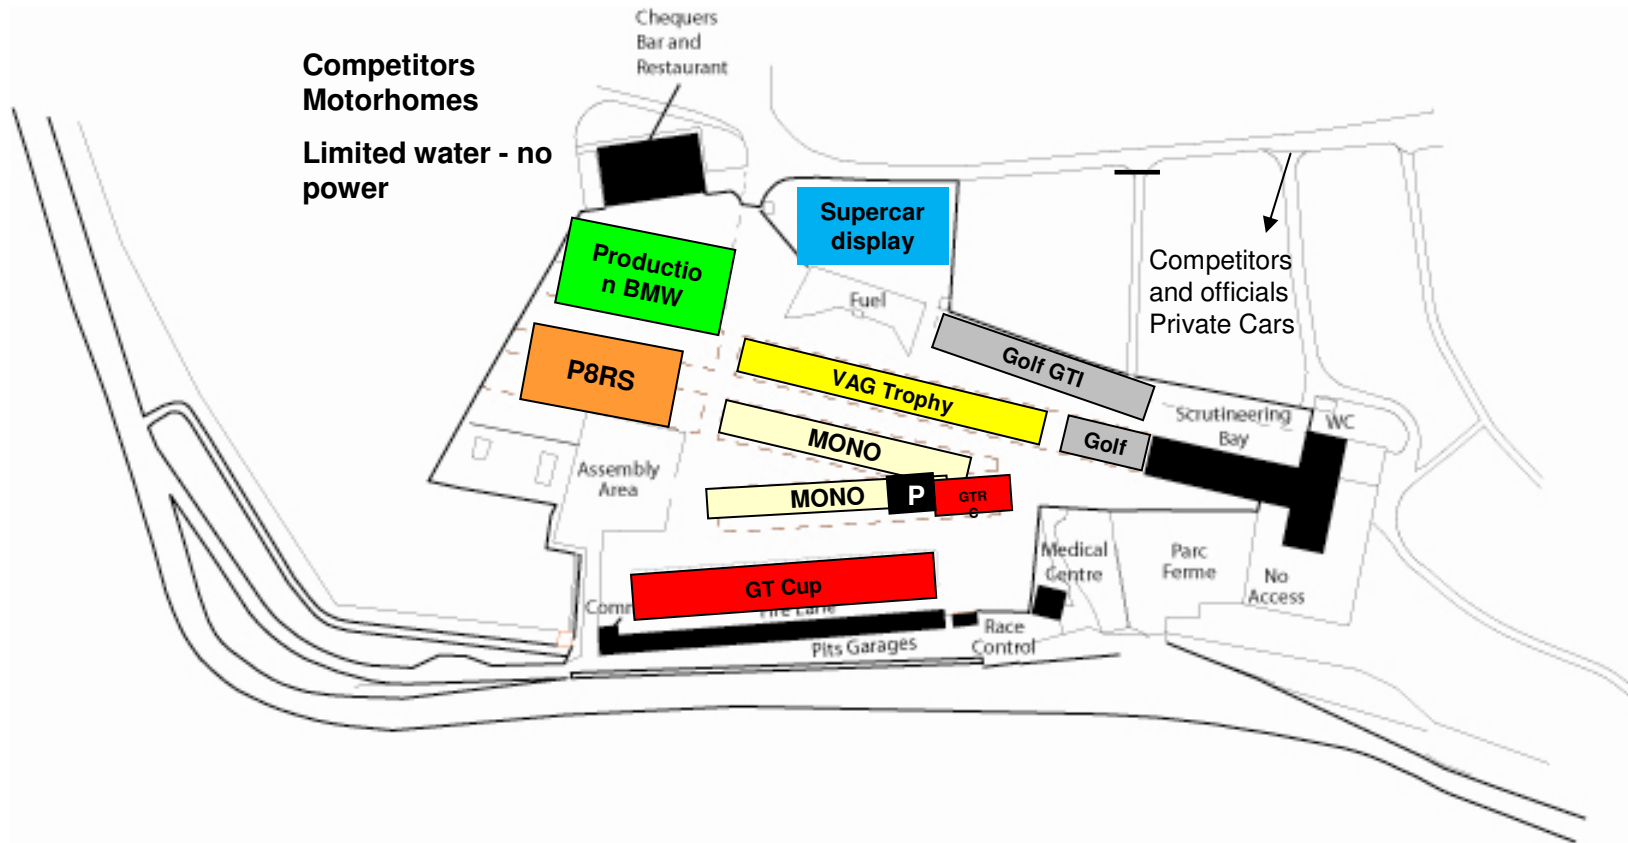 Chequers
Bar and
Restaurant
Competitors
Motorhomes
Limited water - no
power
Supercar
display
Productio
n BMW
Competitors
and officials
Private Cars
Fuel
Golf GTI
P8RS
VAG Trophy
Scrutineering
Bay
WC
MONO
Golf
Assembly
Area
MONO
P
GTR
C
Medical
Centre
Parc
Ferme
No
Access
GT Cup
Fire Lane
Race
Control
Pits Garages